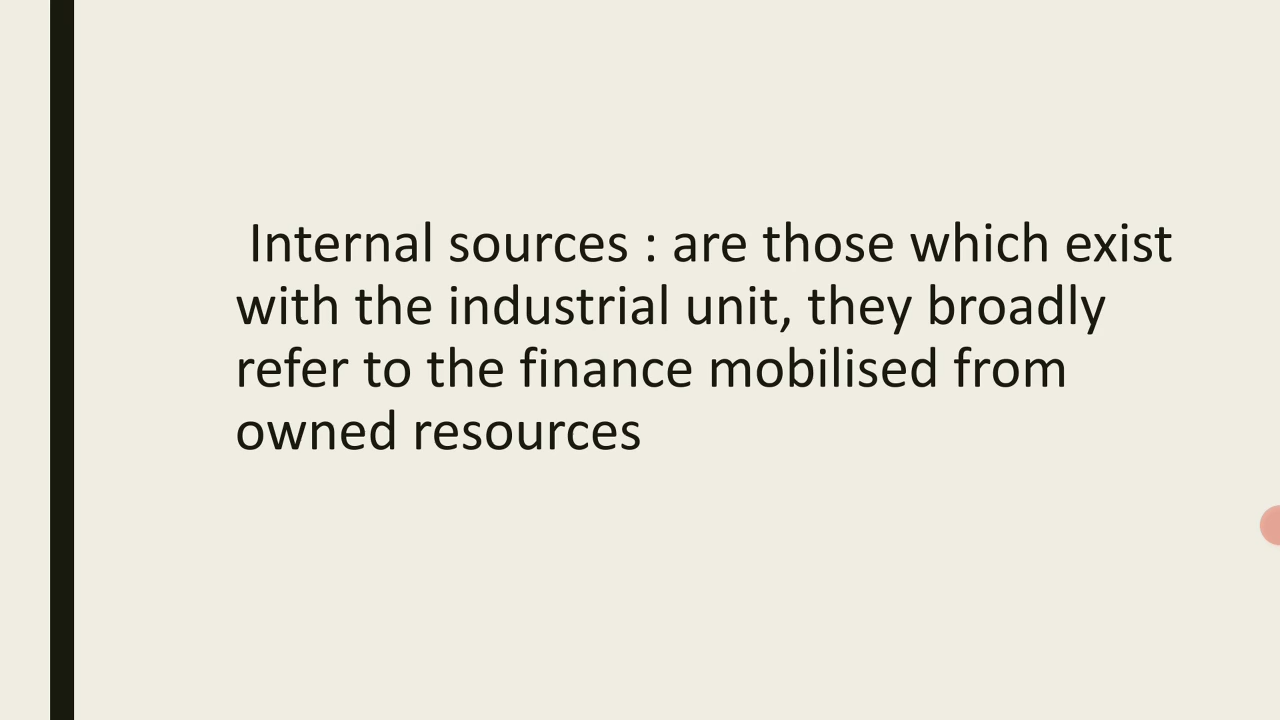 Internal sources : are those which exist
with the industrial unit, they broadly
refer to the finance mobilised from
owned resources